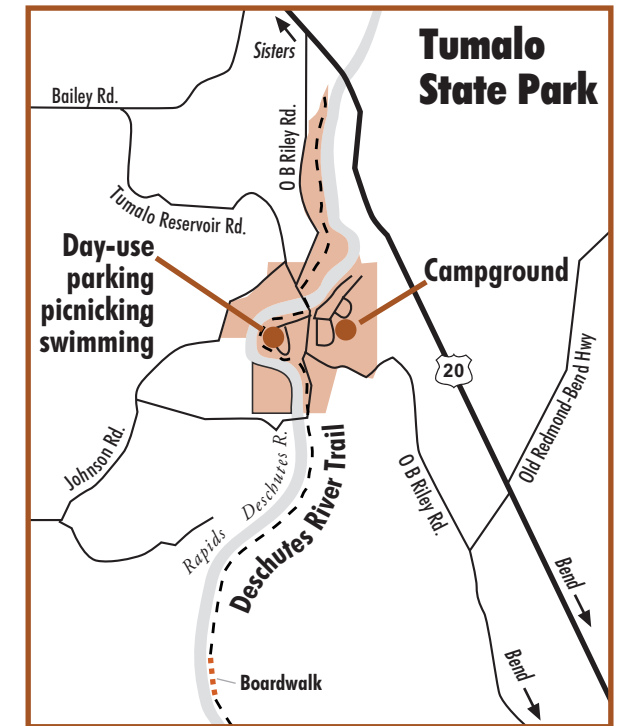 Tumalo
State Park
Sisters
Bailey Rd.
O B Riley Rd.
Tumalo Reservoir Rd.
Day-use
parking
picnicking
swimming
Campground
20
Old Redmond-Bend Hwy
Johnson Rd.
Deschutes R.
Rapids
Deschutes River Trail
O B Riley Rd.
Bend
Bend
Boardwalk